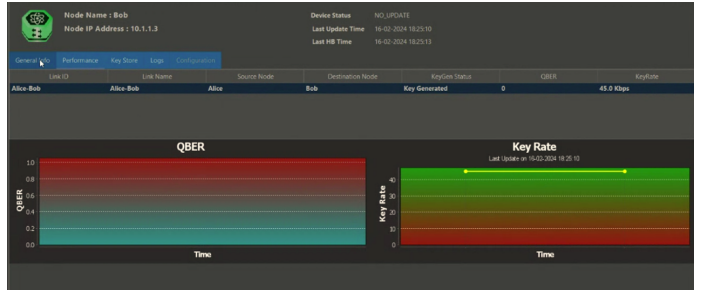 Node Name : Bob
Node IP Address : 10.1.1.3
Device Status NO_UPDATE
Last Update Time 16-02-2024 18:25:10
Last HB Time 16-02-2024 18:25:13
General Info Performance Key Store Logs Configuration
Link ID Link Name Source Node Destination Node KeyGen Status QBER KeyRate
Alice-Bob Alice-Bob Alice Bob Key Generated 0 45.0 Kbps
QBER
1.0
0.8
0.6
0.4
0.2
0.0
QBER
Time
Key Rate
Last Update on 16-02-2024 18:25:10
40
30
20
10
0
Key Rate
Time